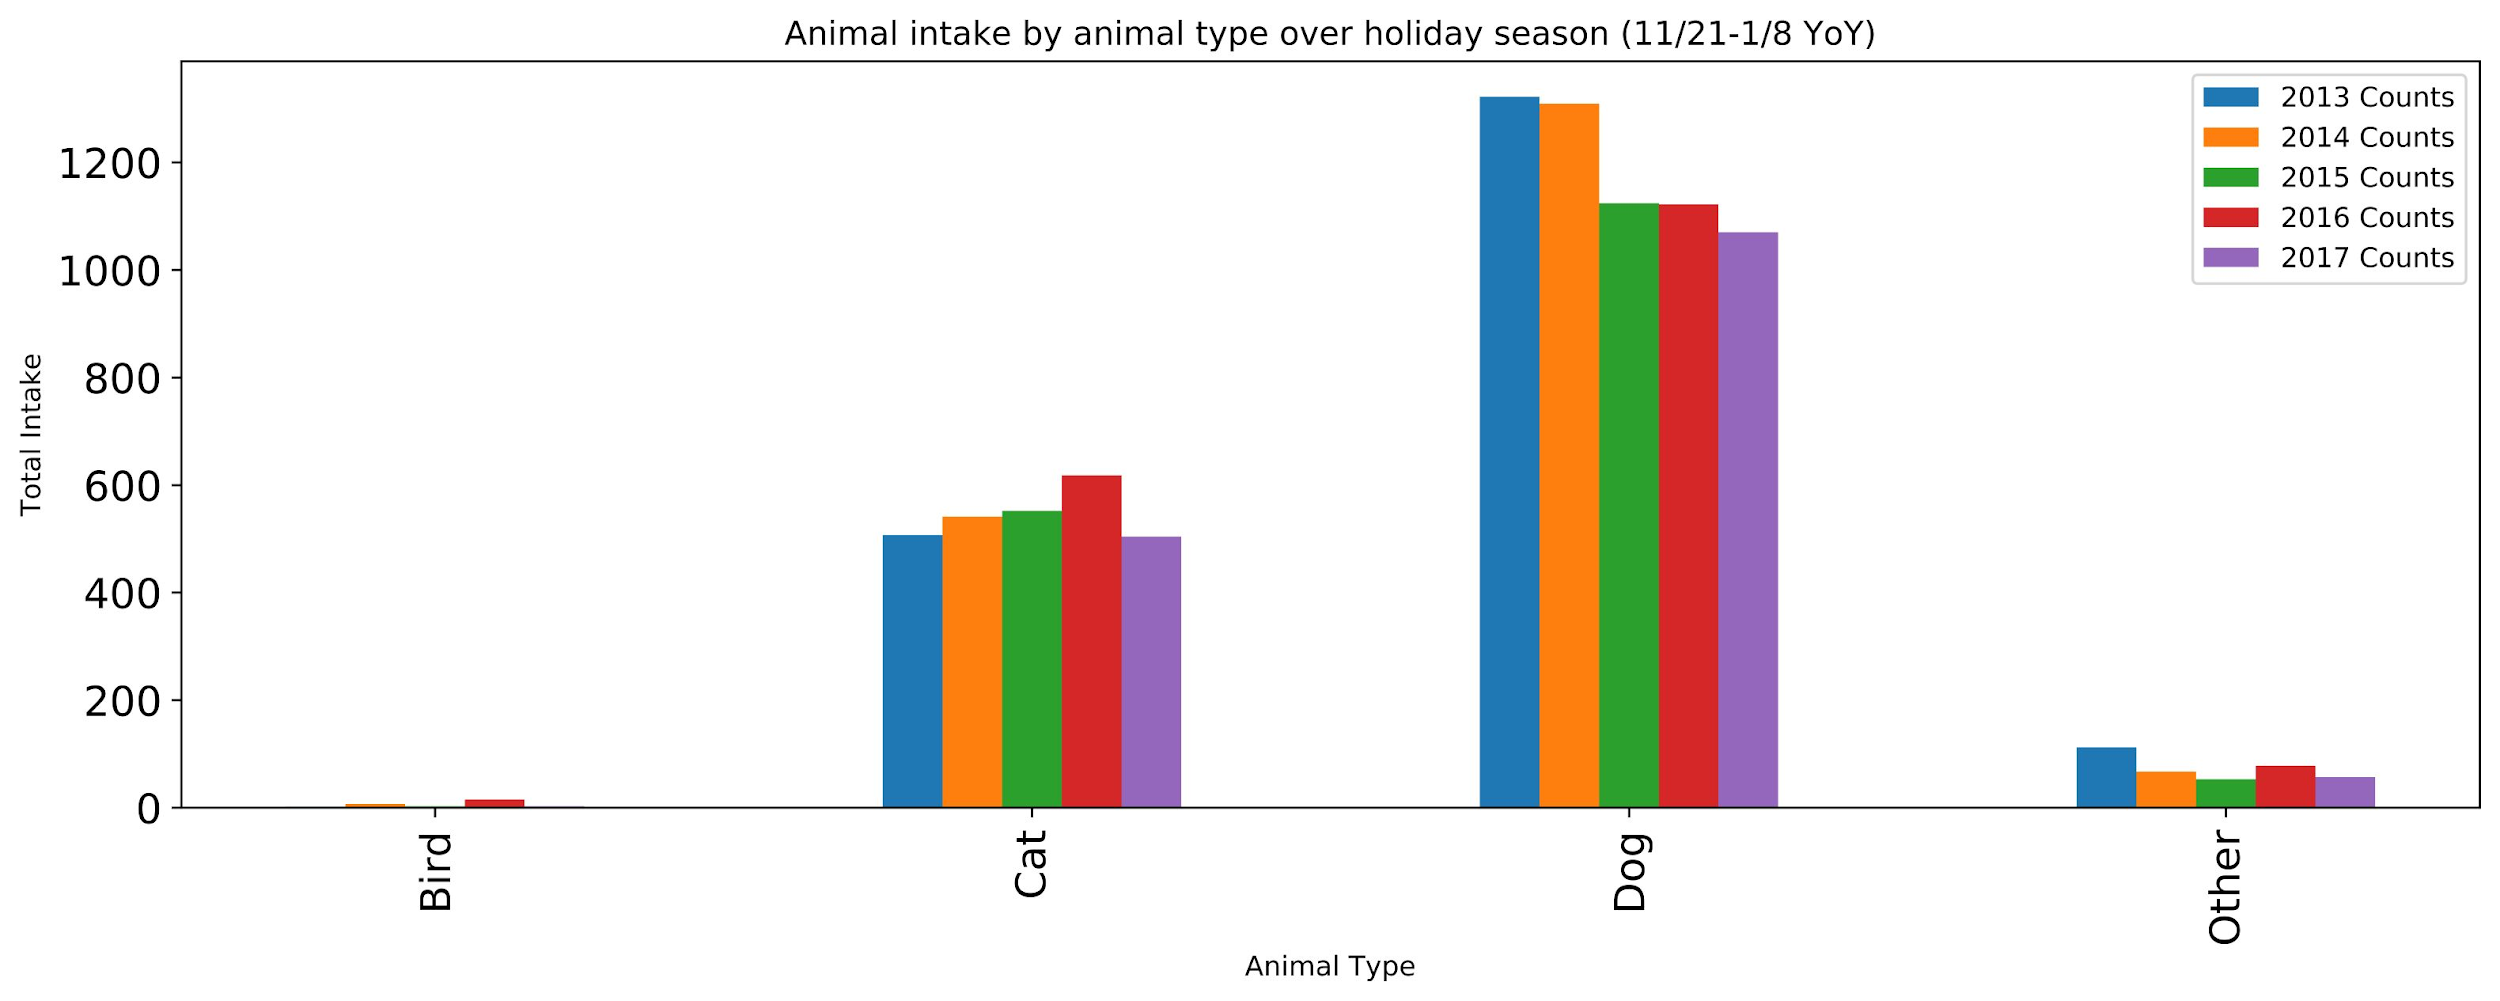 Animal intake by animal type over holiday season (11/21-1/8 YoY)
2013 Counts
2014 Counts
2015 Counts
2016 Counts
2017 Counts
1200
1000
800
600
400
200
0
Total Intake
Bird
Cat
Dog
Other
Animal Type